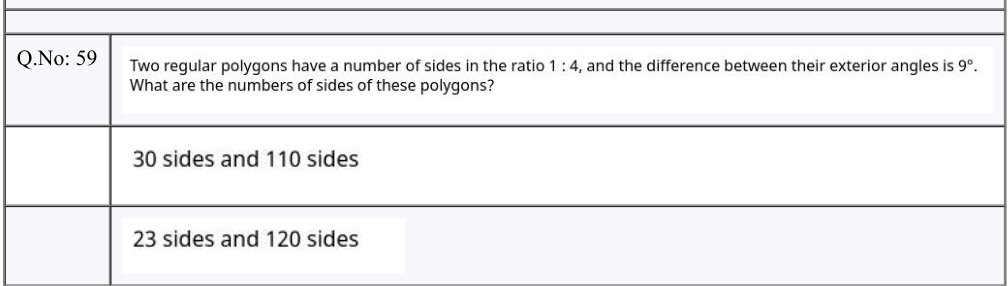 Q.No: 59
Two regular polygons have a number of sides in the ratio 1 : 4, and the difference between their exterior angles is 9°.
What are the numbers of sides of these polygons?
30 sides and 110 sides
23 sides and 120 sides